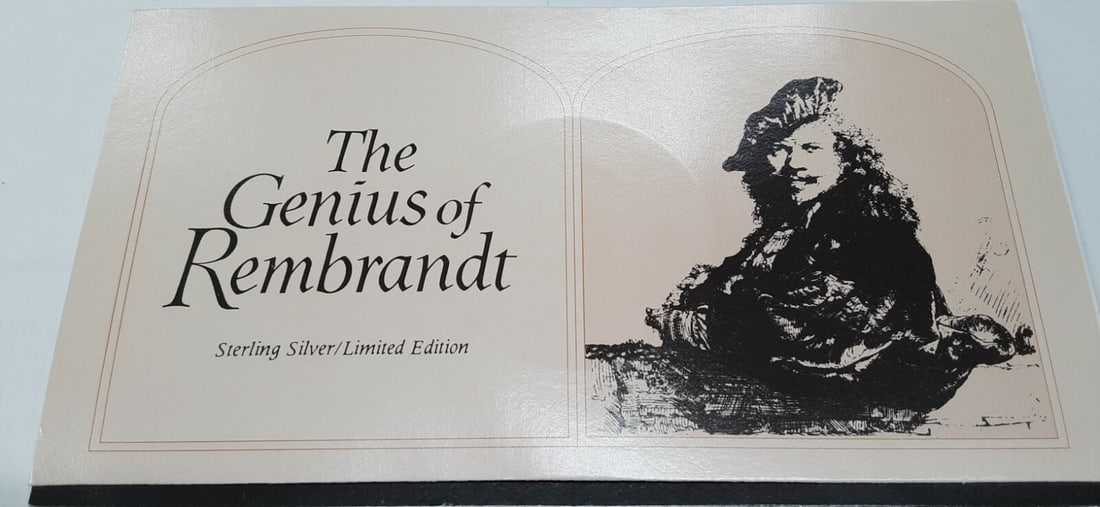 The
Genius of
Rembrandt
Sterling Silver/Limited Edition